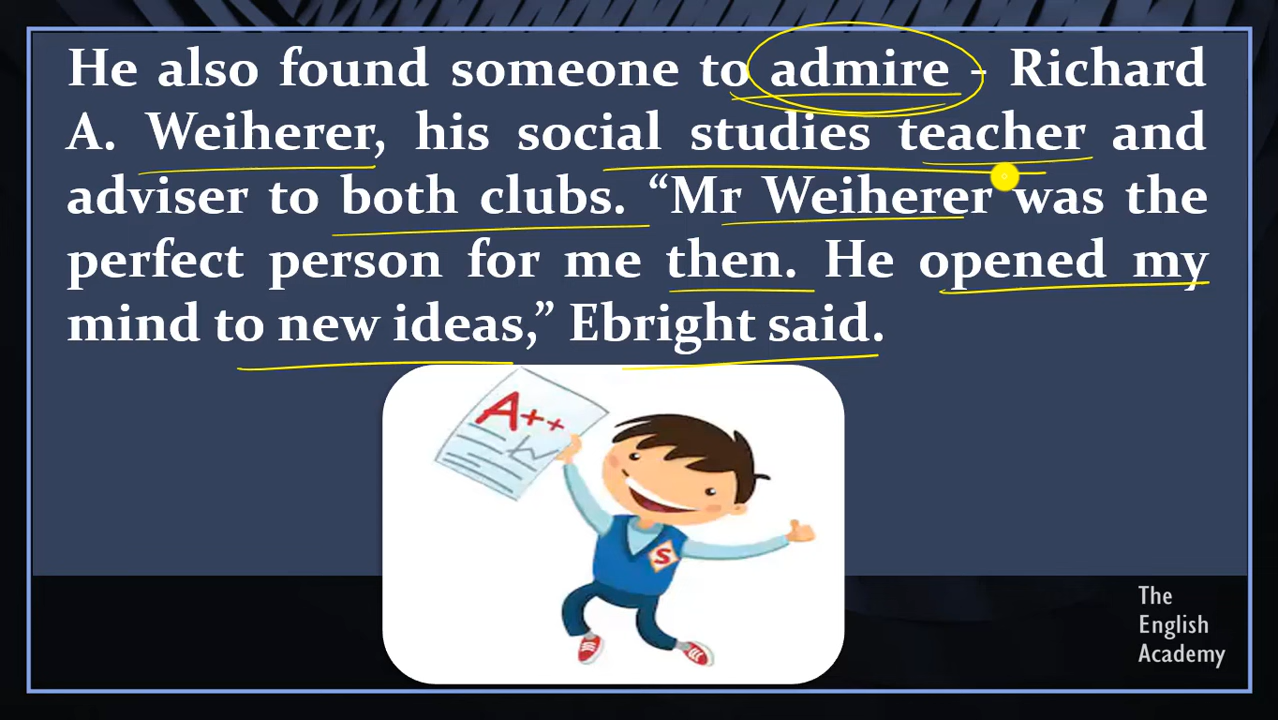 He also found someone to admire - Richard
A. Weiherer, his social studies teacher and
adviser to both clubs. “Mr Weiherer was the
perfect person for me then. He opened my
mind to new ideas,” Ebright said.
A++
S
The
English
Academy